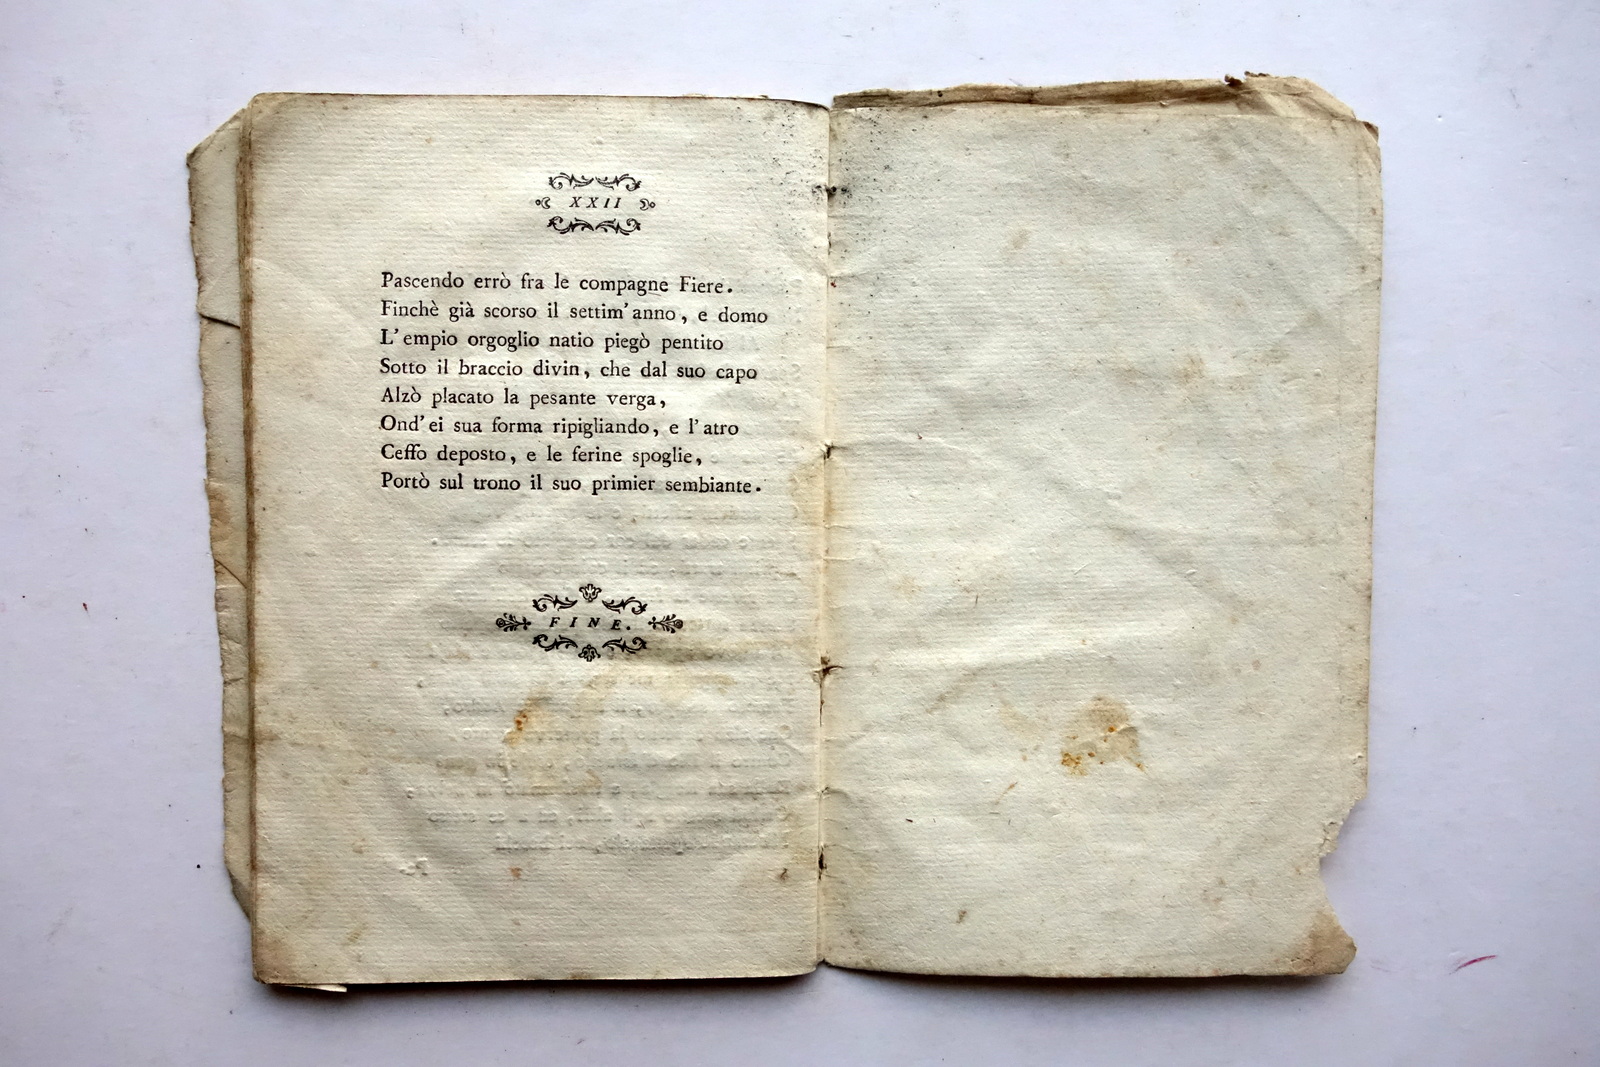 XXII
Pascendo errò fra le compagne Fiere.
Finchè già scorso il settim' anno, e domo
L'empio orgoglio natio piegò pentito
Sotto il braccio divin, che dal suo capo
Alzò placato la pesante verga,
Ond' ei sua forma ripigliando, e l'atro
Ceffo deposto, e le ferine spoglie,
Portò sul trono il suo primier sembiante.
FINE.